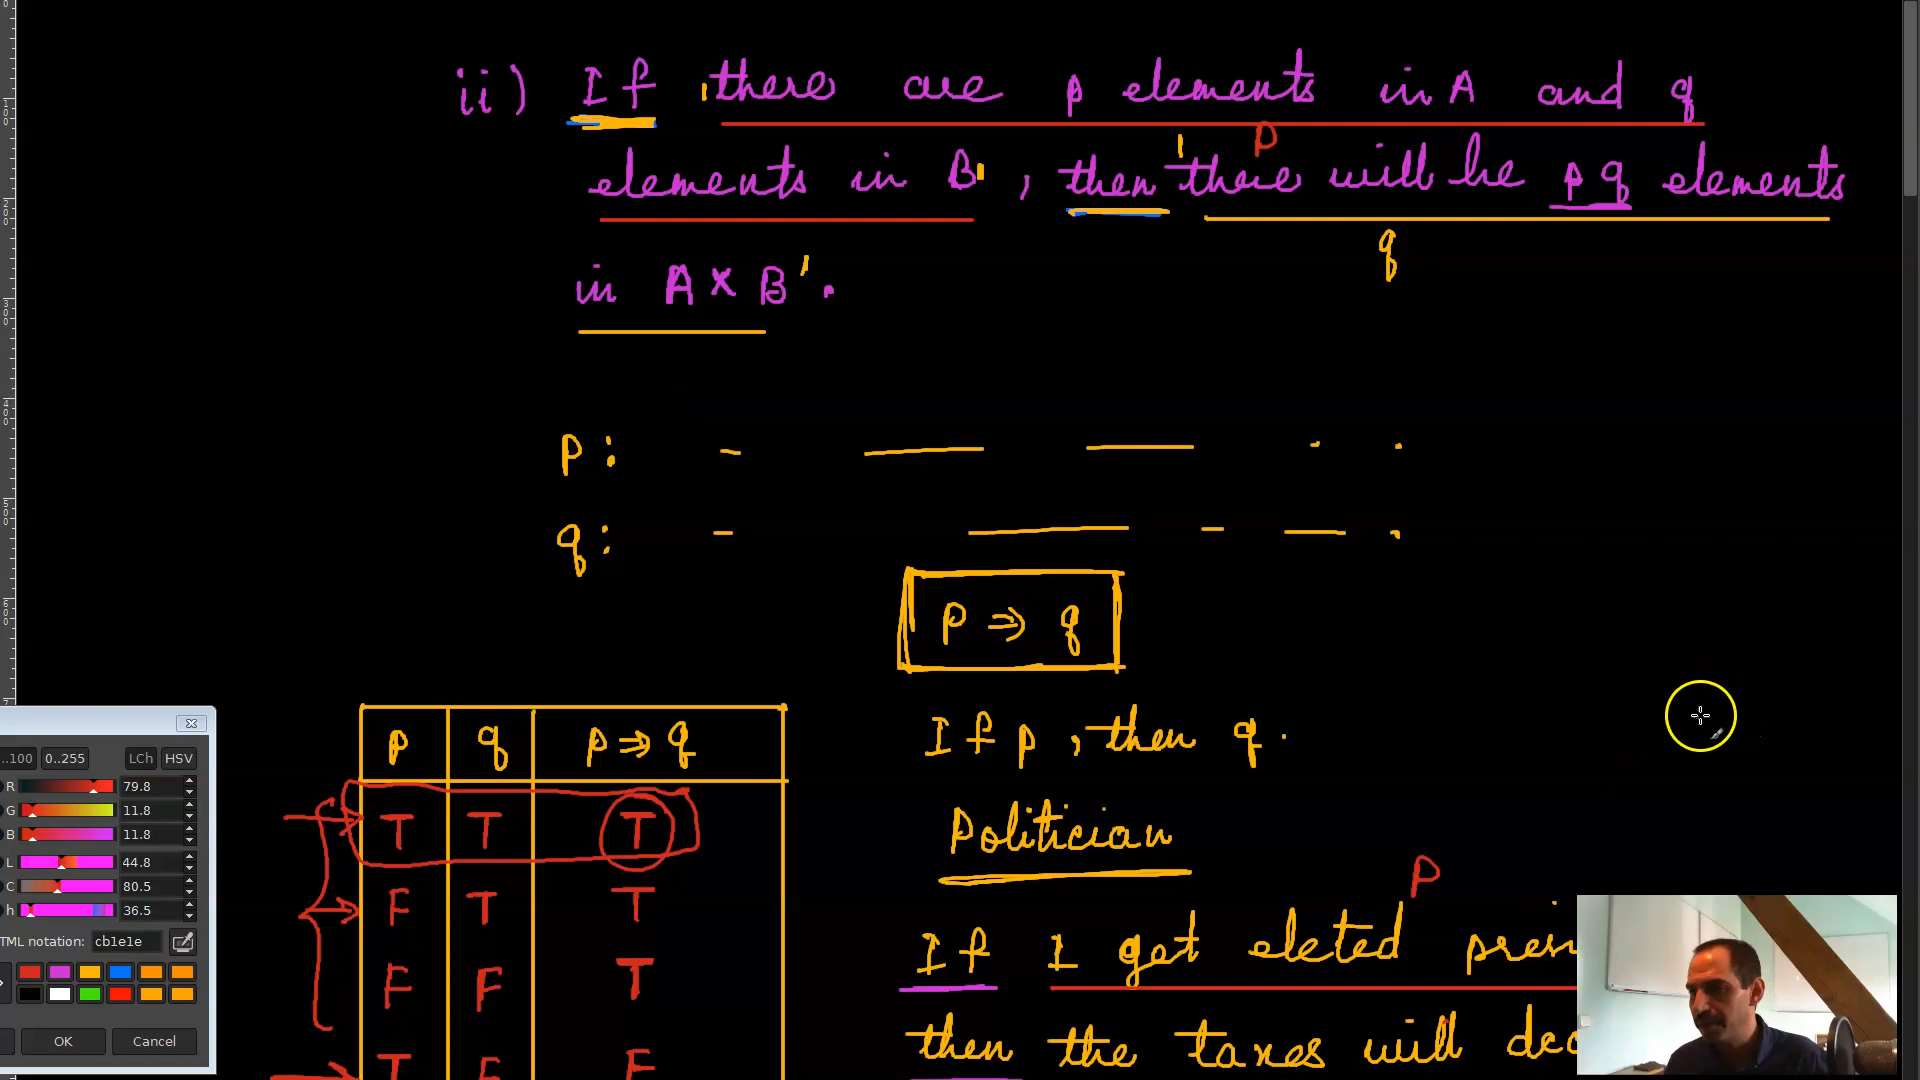 ii) If 'there are p elements in A and q
p
elements in B', then 'there will be pq elements
q
in A × B'.
p: - — — . .
q: - — - — .
p ⇒ q
If p, then q.
Politician
P
If I get eleted
then the taxes will
p q p ⇒ q
T T T
F T T
F F T
T F F
..100 0..255 LCh HSV
R 79.8
G 11.8
B 11.8
L 44.8
C 80.5
h 36.5
TML notation: cb1e1e
OK Cancel